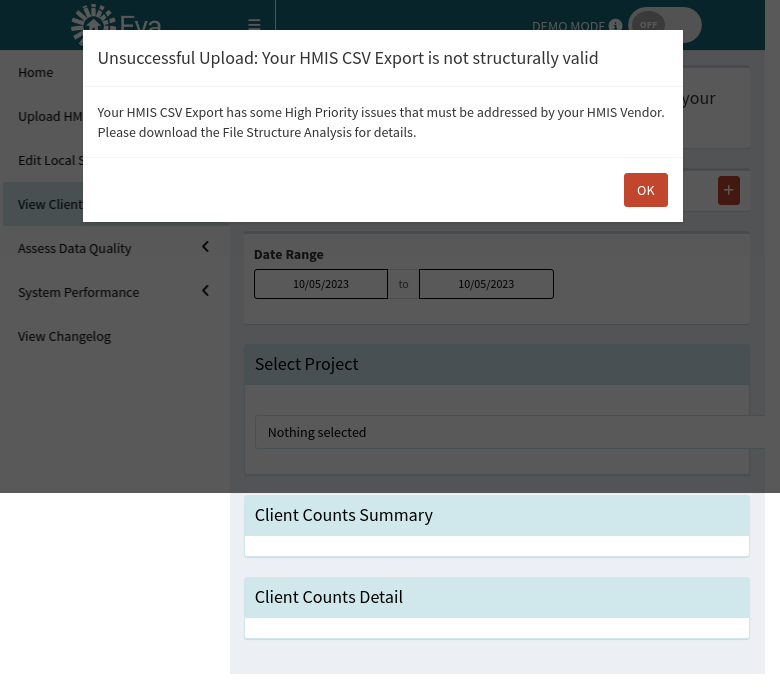 Eva
☰
DEMO MODE
OFF
Unsuccessful Upload: Your HMIS CSV Export is not structurally valid
Your HMIS CSV Export has some High Priority issues that must be addressed by your HMIS Vendor.
Please download the File Structure Analysis for details.
OK
Home
Upload HM
Edit Local S
View Client
Assess Data Quality
System Performance
View Changelog
your
+
Date Range
10/05/2023 to 10/05/2023
Select Project
Nothing selected
Client Counts Summary
Client Counts Detail